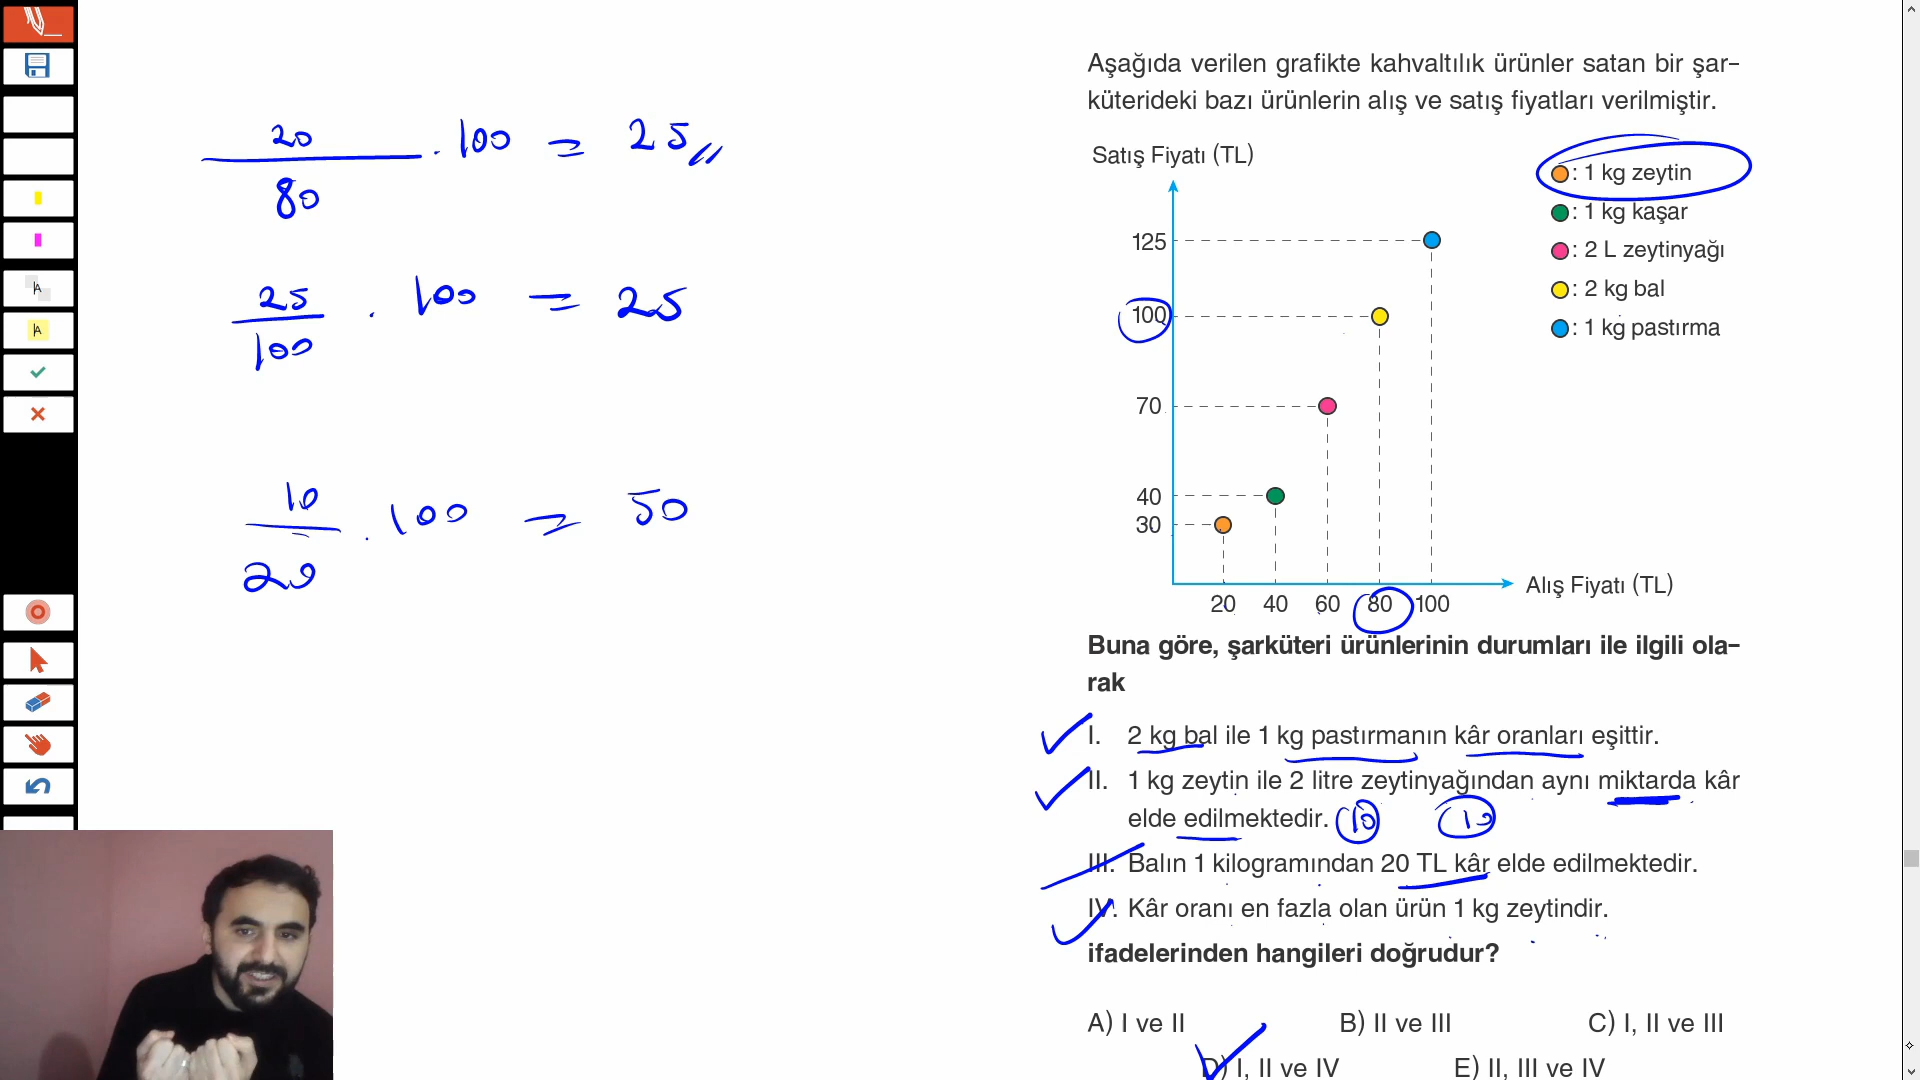 Aşağıda verilen grafikte kahvaltılık ürünler satan bir şar-
küterideki bazı ürünlerin alış ve satış fiyatları verilmiştir.
Satış Fiyatı (TL)
125
100
70
40
30
20 40 60 80 100
Alış Fiyatı (TL)
: 1 kg zeytin
: 1 kg kaşar
: 2 L zeytinyağı
: 2 kg bal
: 1 kg pastırma
20/80 . 100 = 25
25/100 . 100 = 25
10/20 . 100 = 50
Buna göre, şarküteri ürünlerinin durumları ile ilgili ola-
rak
I. 2 kg bal ile 1 kg pastırmanın kâr oranları eşittir.
II. 1 kg zeytin ile 2 litre zeytinyağından aynı miktarda kâr
elde edilmektedir. 10 10
III. Balın 1 kilogramından 20 TL kâr elde edilmektedir.
IV. Kâr oranı en fazla olan ürün 1 kg zeytindir.
ifadelerinden hangileri doğrudur?
A) I ve II B) II ve III C) I, II ve III
D) I, II ve IV E) II, III ve IV